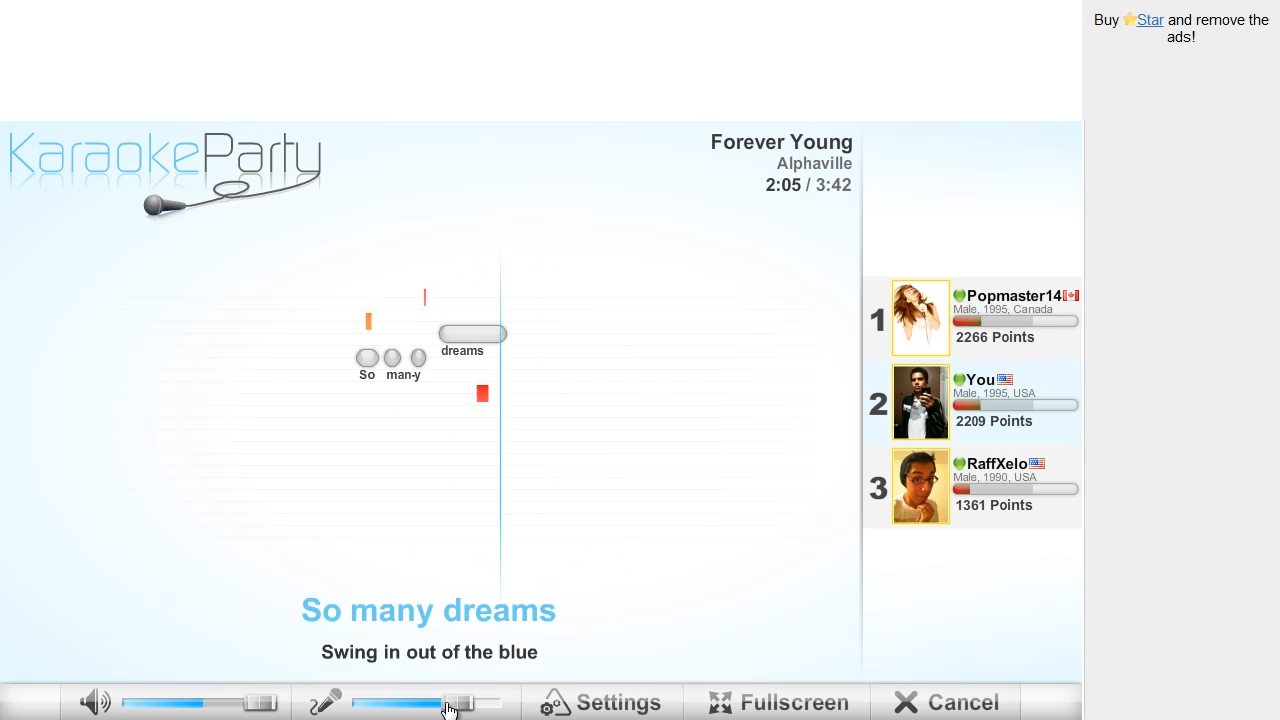 Buy Star and remove the
ads!
KaraokeParty
Forever Young
Alphaville
2:05 / 3:42
dreams
So man-y
1
Popmaster14
Male, 1995, Canada
2266 Points
2
You
Male, 1995, USA
2209 Points
3
RaffXelo
Male, 1990, USA
1361 Points
So many dreams
Swing in out of the blue
Settings
Fullscreen
Cancel